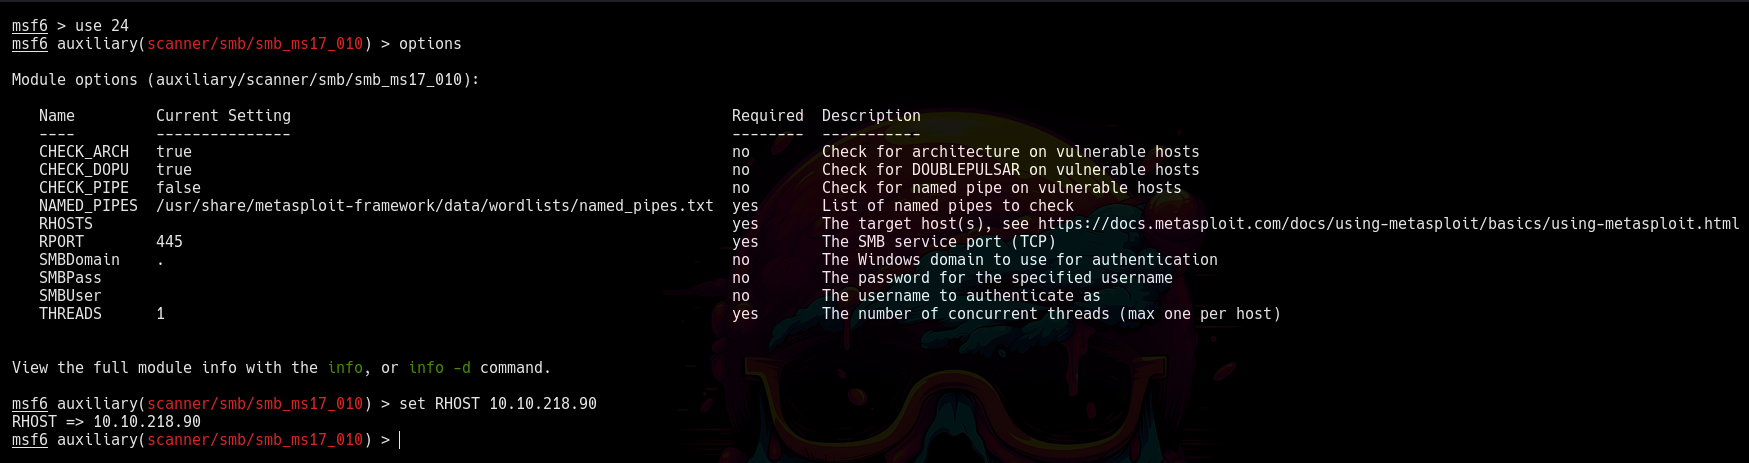 msf6 > use 24
msf6 auxiliary(scanner/smb/smb_ms17_010) > options
Module options (auxiliary/scanner/smb/smb_ms17_010):
Name Current Setting Required Description
---- --------------- -------- -----------
CHECK_ARCH true no Check for architecture on vulnerable hosts
CHECK_DOPU true no Check for DOUBLEPULSAR on vulnerable hosts
CHECK_PIPE false no Check for named pipe on vulnerable hosts
NAMED_PIPES /usr/share/metasploit-framework/data/wordlists/named_pipes.txt yes List of named pipes to check
RHOSTS yes The target host(s), see https://docs.metasploit.com/docs/using-metasploit/basics/using-metasploit.html
RPORT 445 yes The SMB service port (TCP)
SMBDomain . no The Windows domain to use for authentication
SMBPass no The password for the specified username
SMBUser no The username to authenticate as
THREADS 1 yes The number of concurrent threads (max one per host)
View the full module info with the info, or info -d command.
msf6 auxiliary(scanner/smb/smb_ms17_010) > set RHOST 10.10.218.90
RHOST => 10.10.218.90
msf6 auxiliary(scanner/smb/smb_ms17_010) >